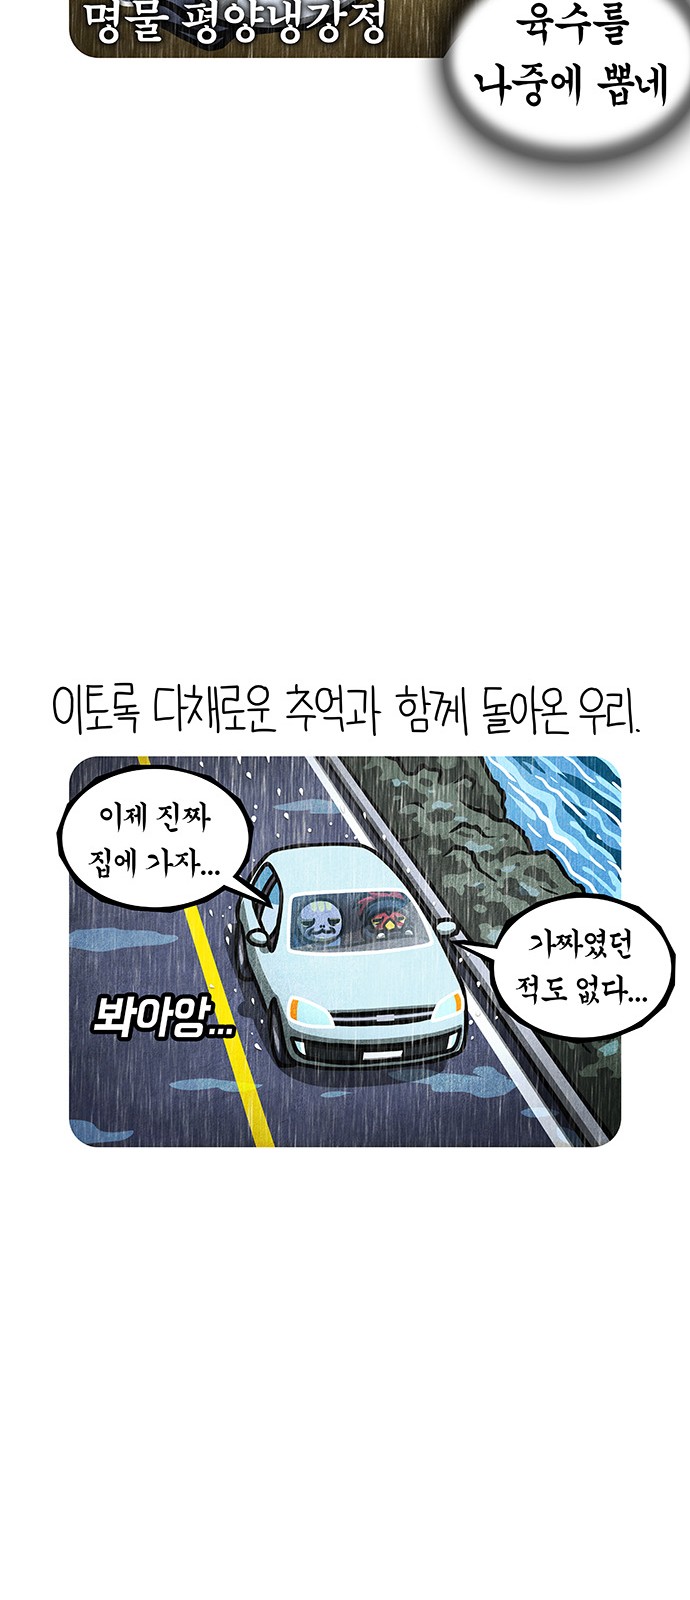 명물 평양냉강정
육수를
나중에 뽑네
이토록 다채로운 추억과 함께 돌아온 우리.
이제 진짜
집에 가자...
가짜였던
적도 없다...
봐아앙...